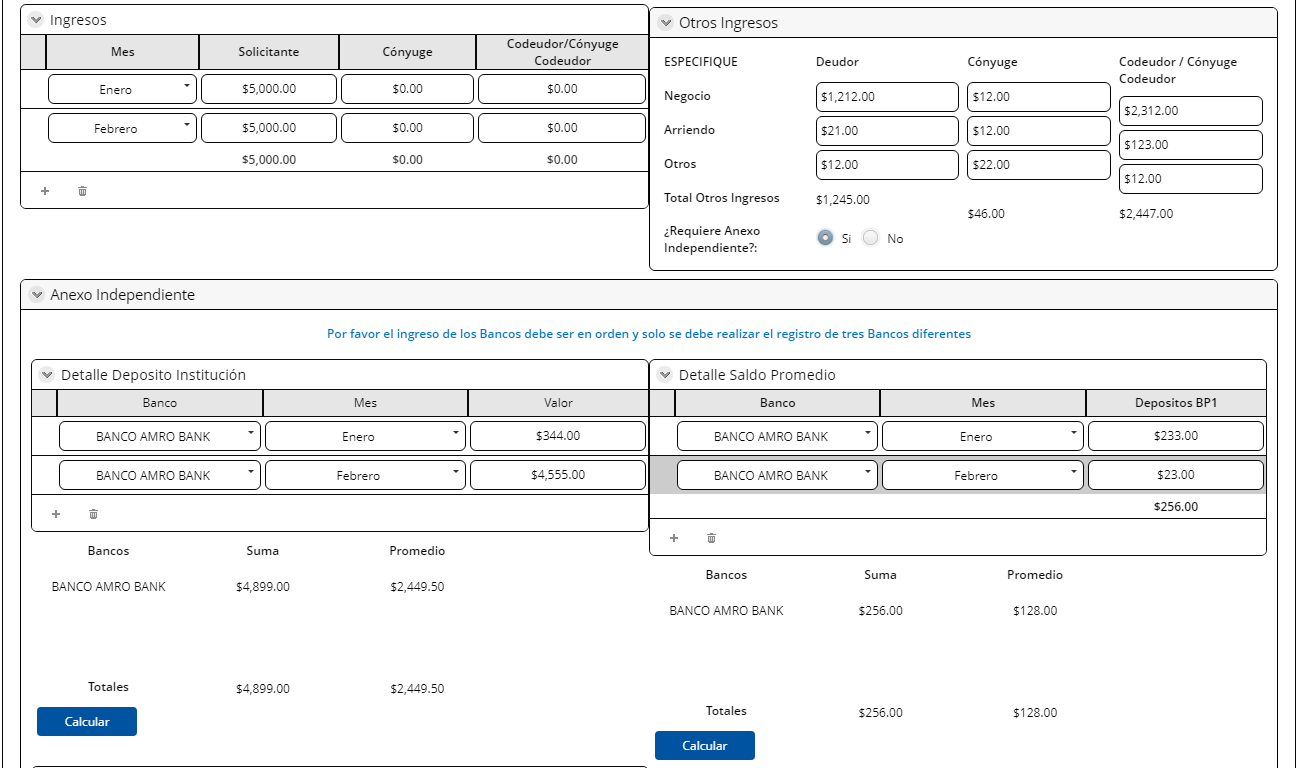 Ingresos
Mes Solicitante Cónyuge Codeudor/Cónyuge
Codeudor
Enero $5,000.00 $0.00 $0.00
Febrero $5,000.00 $0.00 $0.00
$5,000.00 $0.00 $0.00
Otros Ingresos
ESPECIFIQUE Deudor Cónyuge Codeudor / Cónyuge
Codeudor
Negocio $1,212.00 $12.00 $2,312.00
Arriendo $21.00 $12.00 $123.00
Otros $12.00 $22.00 $12.00
Total Otros Ingresos $1,245.00 $46.00 $2,447.00
¿Requiere Anexo
Independiente?: Si No
Anexo Independiente
Por favor el ingreso de los Bancos debe ser en orden y solo se debe realizar el registro de tres Bancos diferentes
Detalle Deposito Institución
Banco Mes Valor
BANCO AMRO BANK Enero $344.00
BANCO AMRO BANK Febrero $4,555.00
Bancos Suma Promedio
BANCO AMRO BANK $4,899.00 $2,449.50
Totales $4,899.00 $2,449.50
Calcular
Detalle Saldo Promedio
Banco Mes Depositos BP1
BANCO AMRO BANK Enero $233.00
BANCO AMRO BANK Febrero $23.00
$256.00
Bancos Suma Promedio
BANCO AMRO BANK $256.00 $128.00
Totales $256.00 $128.00
Calcular